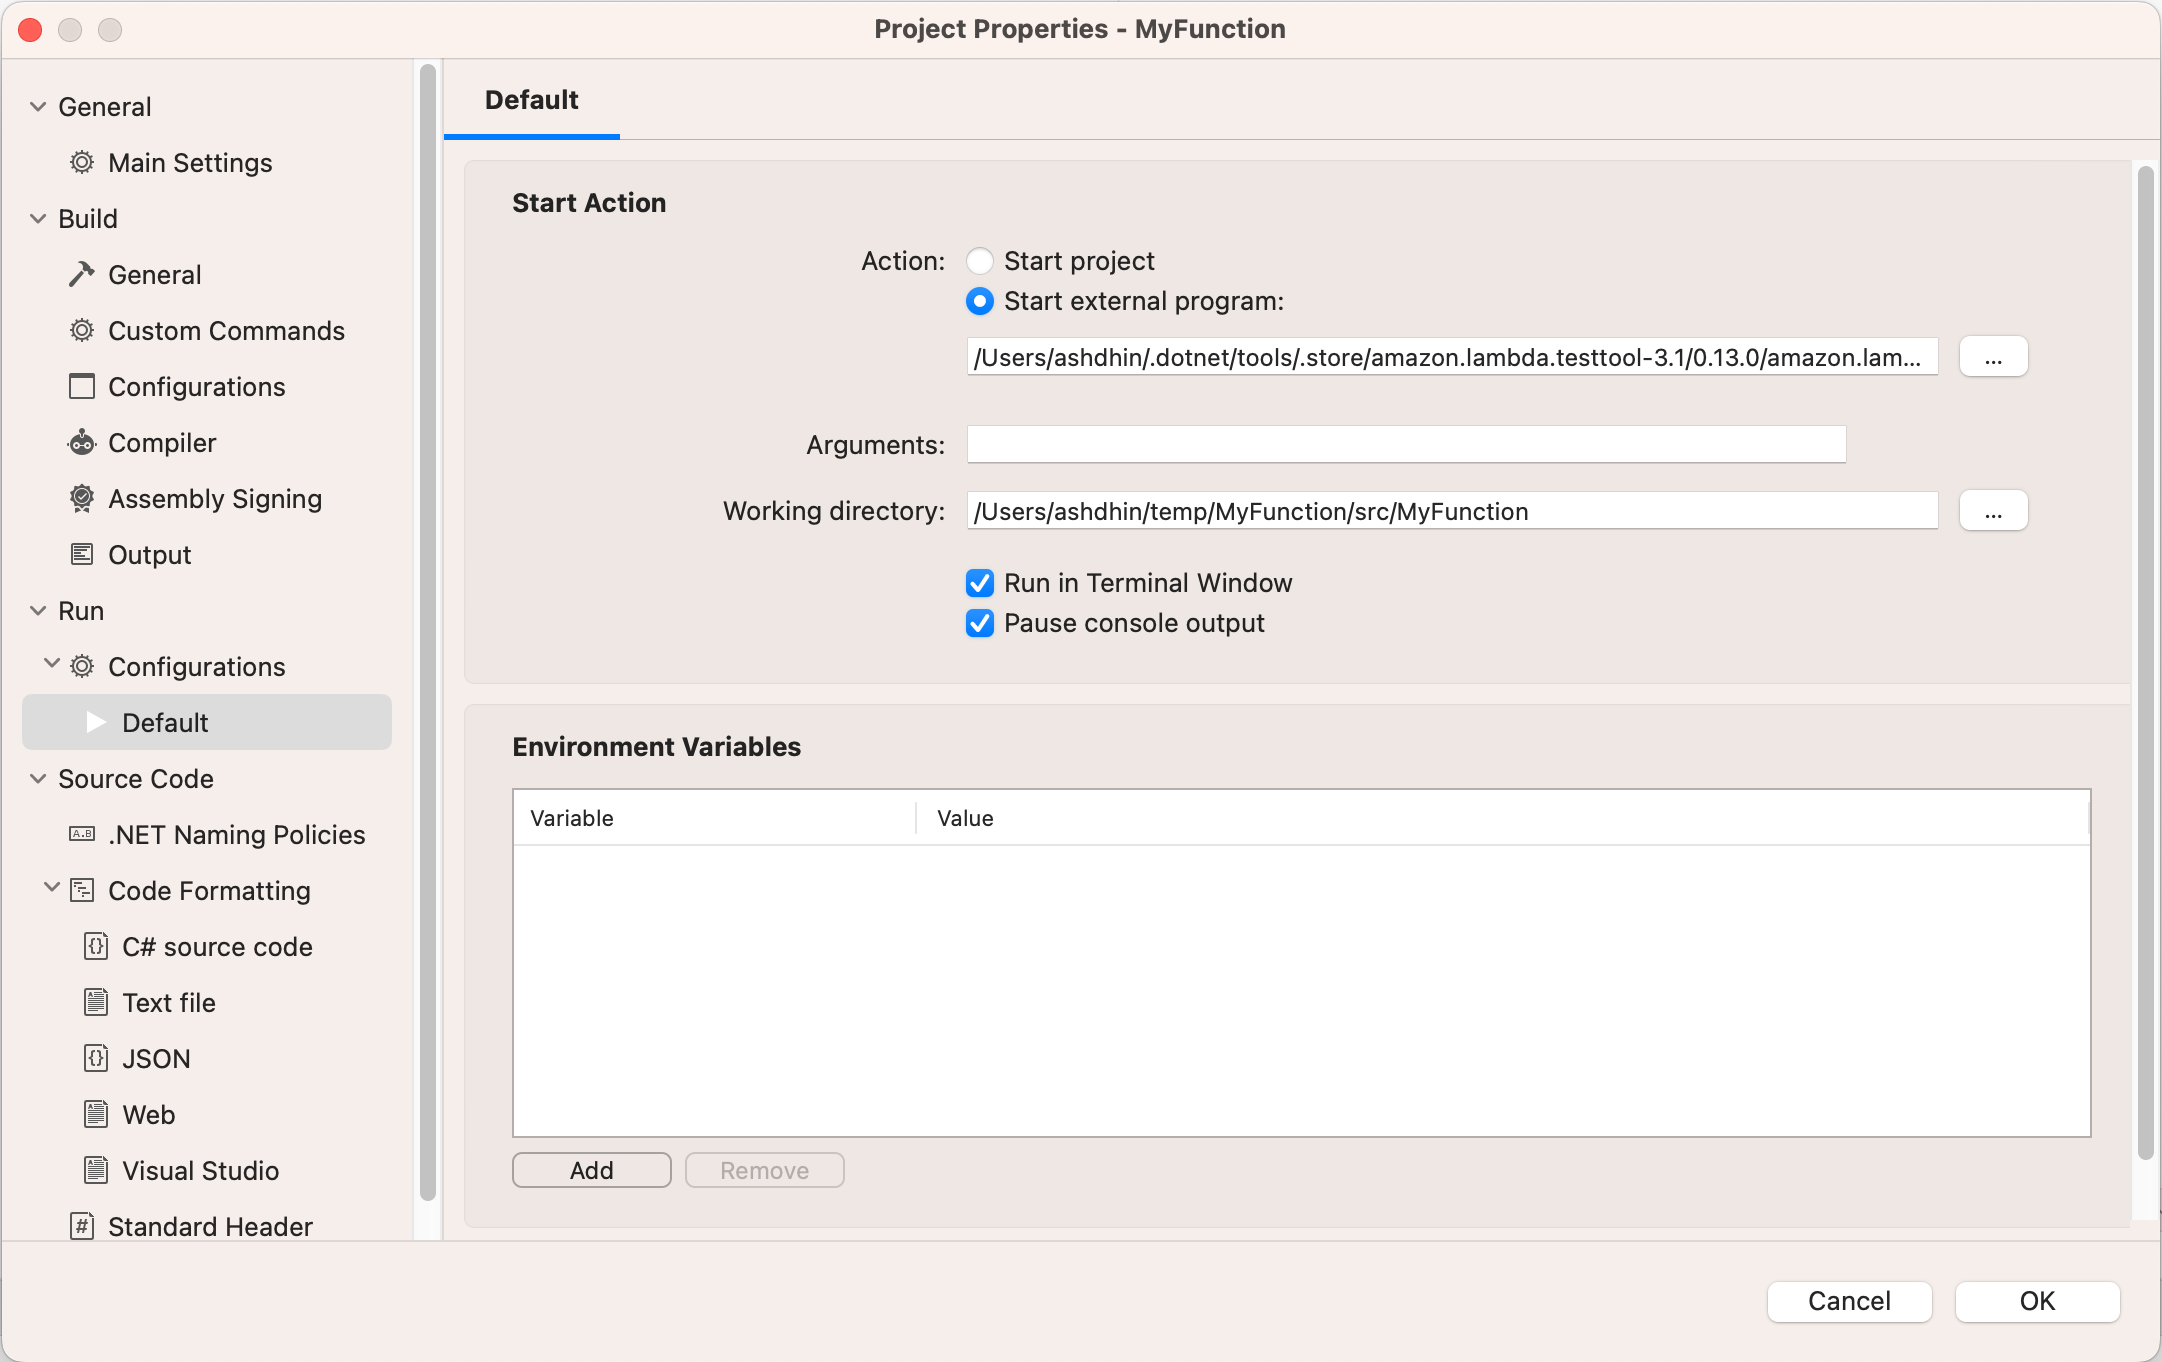 Project Properties - MyFunction
General
Main Settings
Build
General
Custom Commands
Configurations
Compiler
Assembly Signing
Output
Run
Configurations
Default
Source Code
.NET Naming Policies
Code Formatting
C# source code
Text file
JSON
Web
Visual Studio
Standard Header
Default
Start Action
Action:
Start project
Start external program:
/Users/ashdhin/.dotnet/tools/.store/amazon.lambda.testtool-3.1/0.13.0/amazon.lam...
...
Arguments:
Working directory:
/Users/ashdhin/temp/MyFunction/src/MyFunction
...
Run in Terminal Window
Pause console output
Environment Variables
Variable Value
Add Remove
Cancel OK